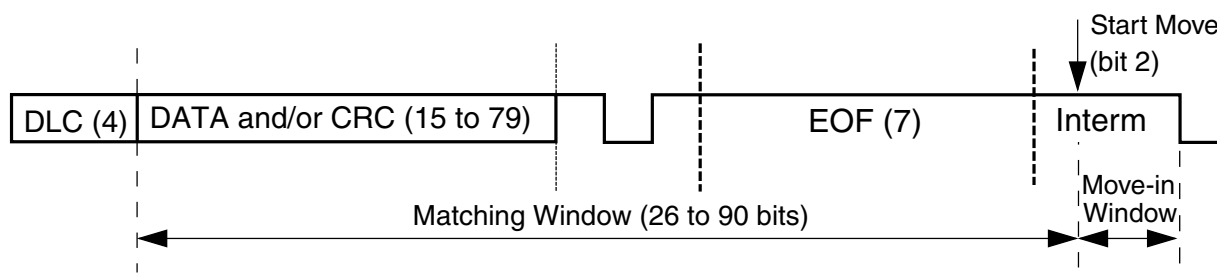 Start Move
(bit 2)
DLC (4)
DATA and/or CRC (15 to 79)
EOF (7)
Interm
Move-in
Window
Matching Window (26 to 90 bits)